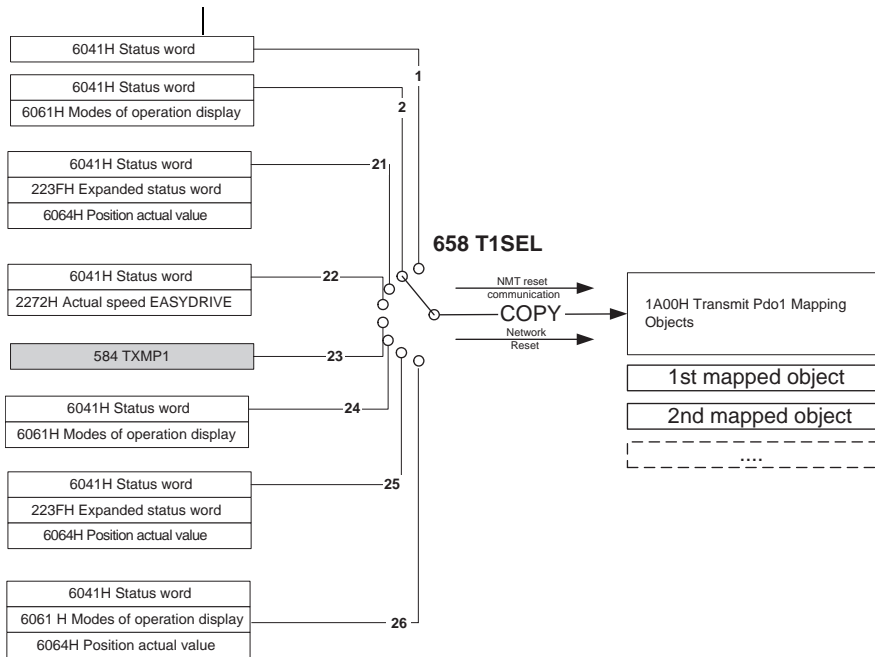 6041H Status word
1
6041H Status word
6061H Modes of operation display
2
6041H Status word
223FH Expanded status word
6064H Position actual value
21
658 T1SEL
6041H Status word
2272H Actual speed EASYDRIVE
22
NMT reset
communication
COPY
Network
Reset
1A00H Transmit Pdo1 Mapping
Objects
584 TXMP1
23
1st mapped object
2nd mapped object
....
6041H Status word
6061H Modes of operation display
24
6041H Status word
223FH Expanded status word
6064H Position actual value
25
6041H Status word
6061 H Modes of operation display
6064H Position actual value
26